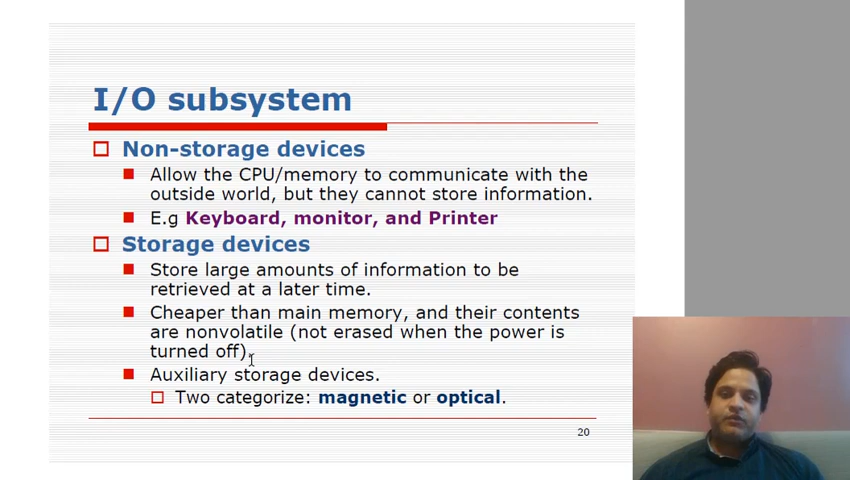 I/O subsystem
Non-storage devices
Allow the CPU/memory to communicate with the
outside world, but they cannot store information.
E.g Keyboard, monitor, and Printer
Storage devices
Store large amounts of information to be
retrieved at a later time.
Cheaper than main memory, and their contents
are nonvolatile (not erased when the power is
turned off).
Auxiliary storage devices.
Two categorize: magnetic or optical.
20